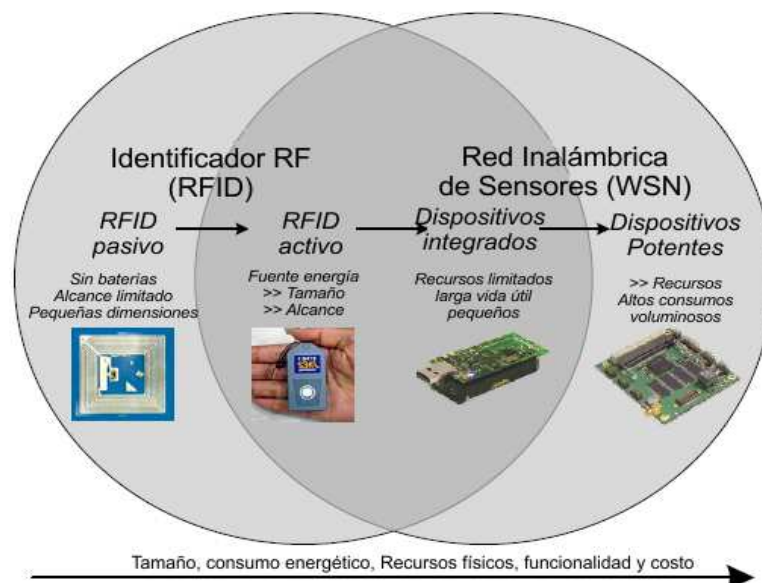 Identificador RF
(RFID)
Red Inalámbrica
de Sensores (WSN)
RFID
pasivo
RFID
activo
Dispositivos
integrados
Dispositivos
Potentes
Sin baterías
Alcance limitado
Pequeñas dimensiones
Fuente energía
>> Tamaño
>> Alcance
Recursos limitados
larga vida útil
pequeños
>> Recursos
Altos consumos
voluminosos
Tamaño, consumo energético, Recursos físicos, funcionalidad y costo